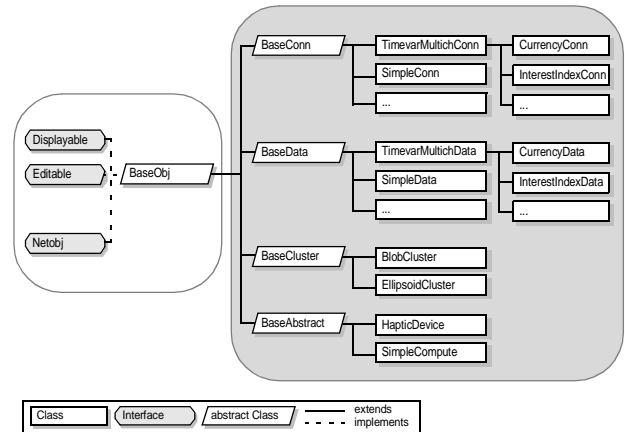 BaseConn
TimevarMultichConn
CurrencyConn
SimpleConn
InterestIndexConn
...
...
Displayable
Editable
Netobj
BaseObj
BaseData
TimevarMultichData
CurrencyData
SimpleData
InterestIndexData
...
...
BaseCluster
BlobCluster
EllipsoidCluster
BaseAbstract
HapticDevice
SimpleCompute
Class
Interface
abstract Class
extends
implements